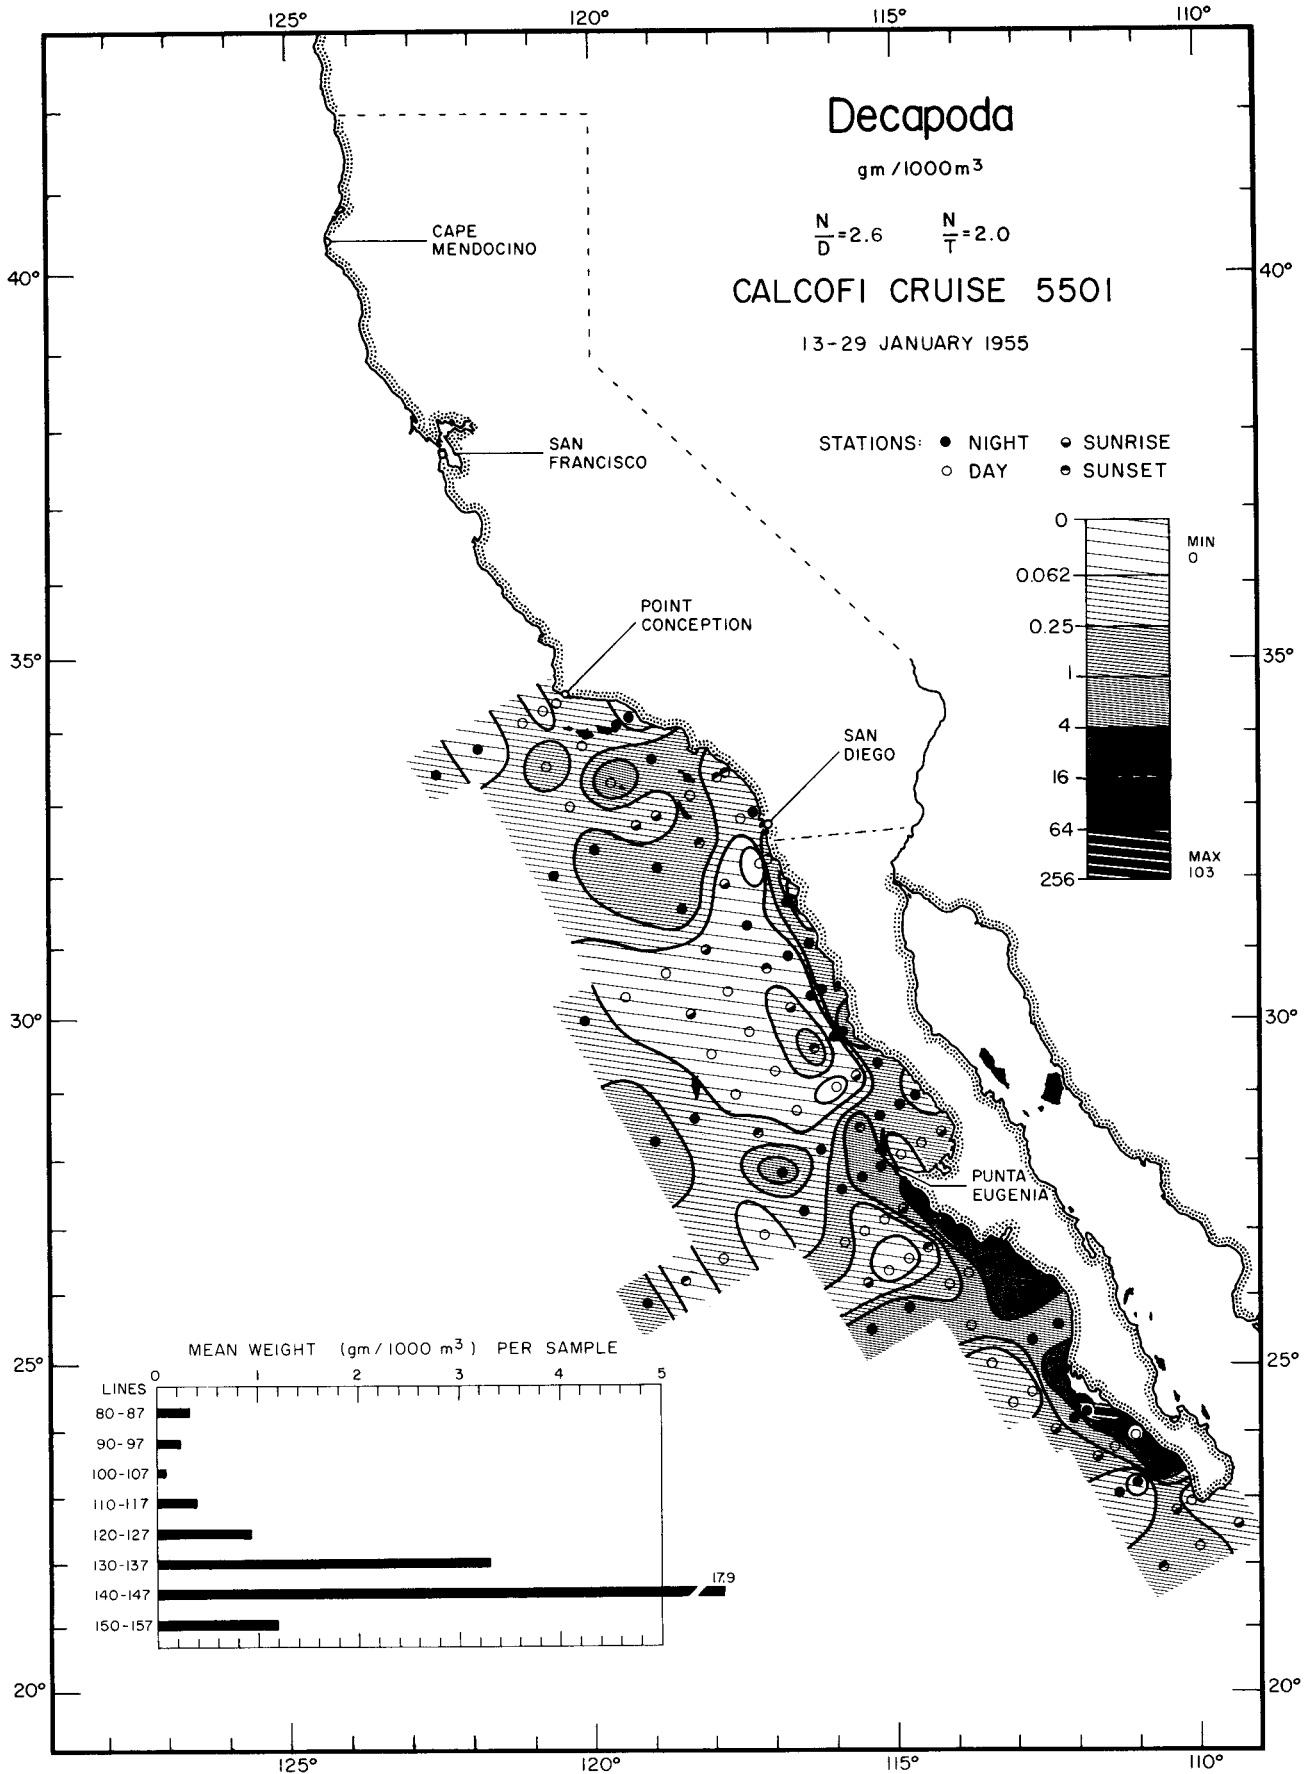 125° 120° 115° 110°
Decapoda
gm/1000m³
N/D=2.6 N/T=2.0
CALCOFI CRUISE 5501
13-29 JANUARY 1955
CAPE
MENDOCINO
40° 40°
STATIONS: NIGHT SUNRISE
DAY SUNSET
SAN
FRANCISCO
0
MIN
0
0.062
0.25
1
4
16
64
256
MAX
103
POINT
CONCEPTION
35° 35°
SAN
DIEGO
30° 30°
PUNTA
EUGENIA
25° 25°
MEAN WEIGHT (gm/1000 m³) PER SAMPLE
LINES 0 1 2 3 4 5
80-87
90-97
100-107
110-117
120-127
130-137
140-147 17.9
150-157
20° 20°
125° 120° 115° 110°